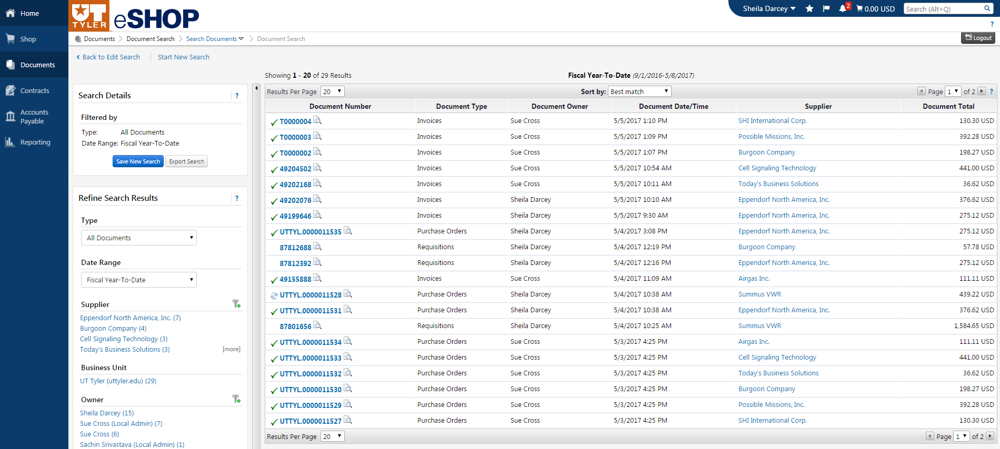 Home
Shop
Documents
Contracts
Accounts
Payable
Reporting
UT
TYLER
eSHOP
Sheila Darcey
2
0.00 USD
Search (Alt+Q)
?
Documents
Document Search
Search Documents
Document Search
Logout
Back to Edit Search
Start New Search
Search Details
?
Filtered by
Type: All Documents
Date Range: Fiscal Year-To-Date
Save New Search
Export Search
Refine Search Results
?
Type
All Documents
Date Range
Fiscal Year-To-Date
Supplier
Eppendorf North America, Inc. (7)
Burgoon Company (4)
Cell Signaling Technology (3)
Today's Business Solutions (3)
[more]
Business Unit
UT Tyler (uttyler.edu) (29)
Owner
Sheila Darcey (15)
Sue Cross (Local Admin) (7)
Sue Cross (6)
Sachin Srivastava (Local Admin) (1)
Showing 1 - 20 of 29 Results
Fiscal Year-To-Date (9/1/2016-5/8/2017)
Results Per Page 20
Sort by: Best match
Page 1 of 2 ?
Document Number Document Type Document Owner Document Date/Time Supplier Document Total
T0000004 Invoices Sue Cross 5/5/2017 1:10 PM SHI International Corp. 130.30 USD
T0000003 Invoices Sue Cross 5/5/2017 1:09 PM Possible Missions, Inc. 392.28 USD
T0000002 Invoices Sue Cross 5/5/2017 1:07 PM Burgoon Company 198.27 USD
49204502 Invoices Sue Cross 5/5/2017 10:54 AM Cell Signaling Technology 441.00 USD
49202168 Invoices Sue Cross 5/5/2017 10:11 AM Today's Business Solutions 36.62 USD
49202076 Invoices Sheila Darcey 5/5/2017 10:10 AM Eppendorf North America, Inc. 376.62 USD
49199646 Invoices Sheila Darcey 5/5/2017 9:30 AM Eppendorf North America, Inc. 275.12 USD
UTTYL.0000011535 Purchase Orders Sheila Darcey 5/4/2017 3:08 PM Eppendorf North America, Inc. 275.12 USD
87812688 Requisitions Sheila Darcey 5/4/2017 12:19 PM Burgoon Company 57.78 USD
87812392 Requisitions Sheila Darcey 5/4/2017 12:16 PM Eppendorf North America, Inc. 275.12 USD
49155888 Invoices Sue Cross 5/4/2017 11:09 AM Airgas Inc. 111.11 USD
UTTYL.0000011528 Purchase Orders Sheila Darcey 5/4/2017 10:38 AM Summus VWR 439.22 USD
UTTYL.0000011531 Purchase Orders Sheila Darcey 5/4/2017 10:38 AM Eppendorf North America, Inc. 376.62 USD
87801656 Requisitions Sheila Darcey 5/4/2017 10:25 AM Summus VWR 1,584.65 USD
UTTYL.0000011534 Purchase Orders Sue Cross 5/3/2017 4:25 PM Airgas Inc. 111.11 USD
UTTYL.0000011533 Purchase Orders Sue Cross 5/3/2017 4:25 PM Cell Signaling Technology 441.00 USD
UTTYL.0000011532 Purchase Orders Sue Cross 5/3/2017 4:25 PM Today's Business Solutions 36.62 USD
UTTYL.0000011530 Purchase Orders Sue Cross 5/3/2017 4:25 PM Burgoon Company 198.27 USD
UTTYL.0000011529 Purchase Orders Sue Cross 5/3/2017 4:25 PM Possible Missions, Inc. 392.28 USD
UTTYL.0000011527 Purchase Orders Sue Cross 5/3/2017 4:25 PM SHI International Corp. 130.30 USD
Results Per Page 20
Page 1 of 2